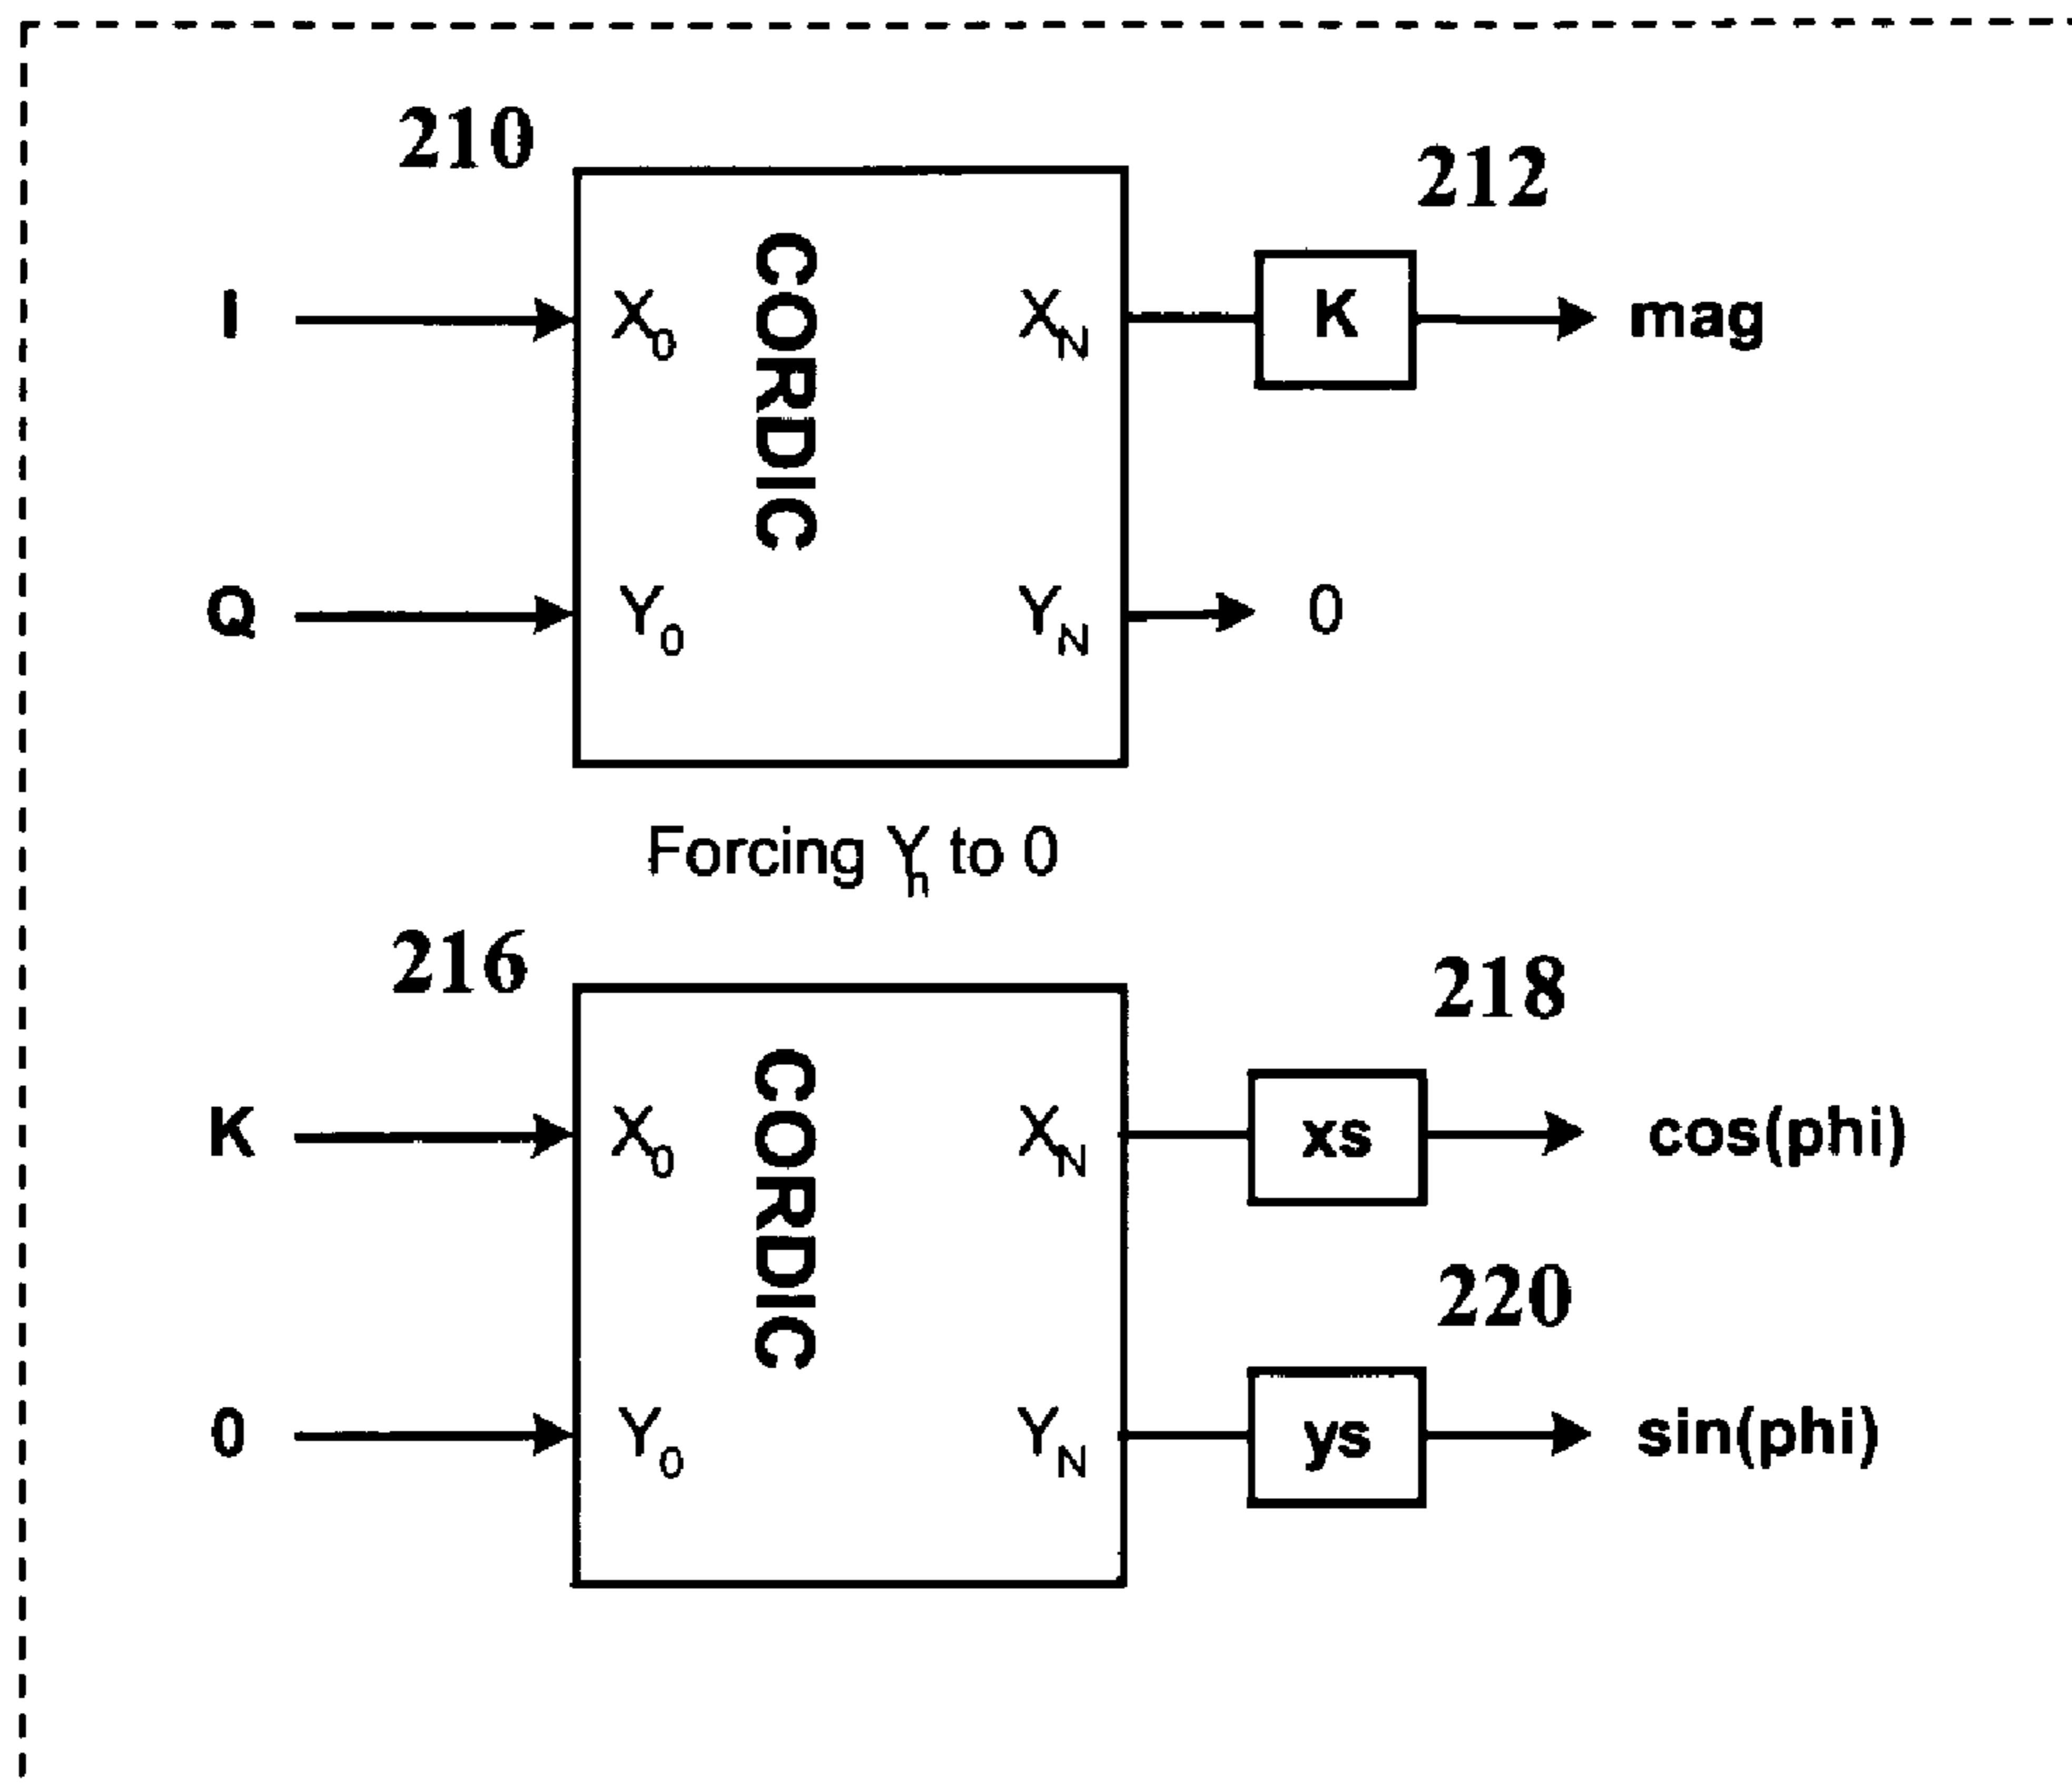 210
212
I
X0
CORDIC
XN
K
mag
Q
Y0
YN
0
Forcing Yn to 0
216
218
K
X0
CORDIC
XN
xs
cos(phi)
220
0
Y0
YN
ys
sin(phi)